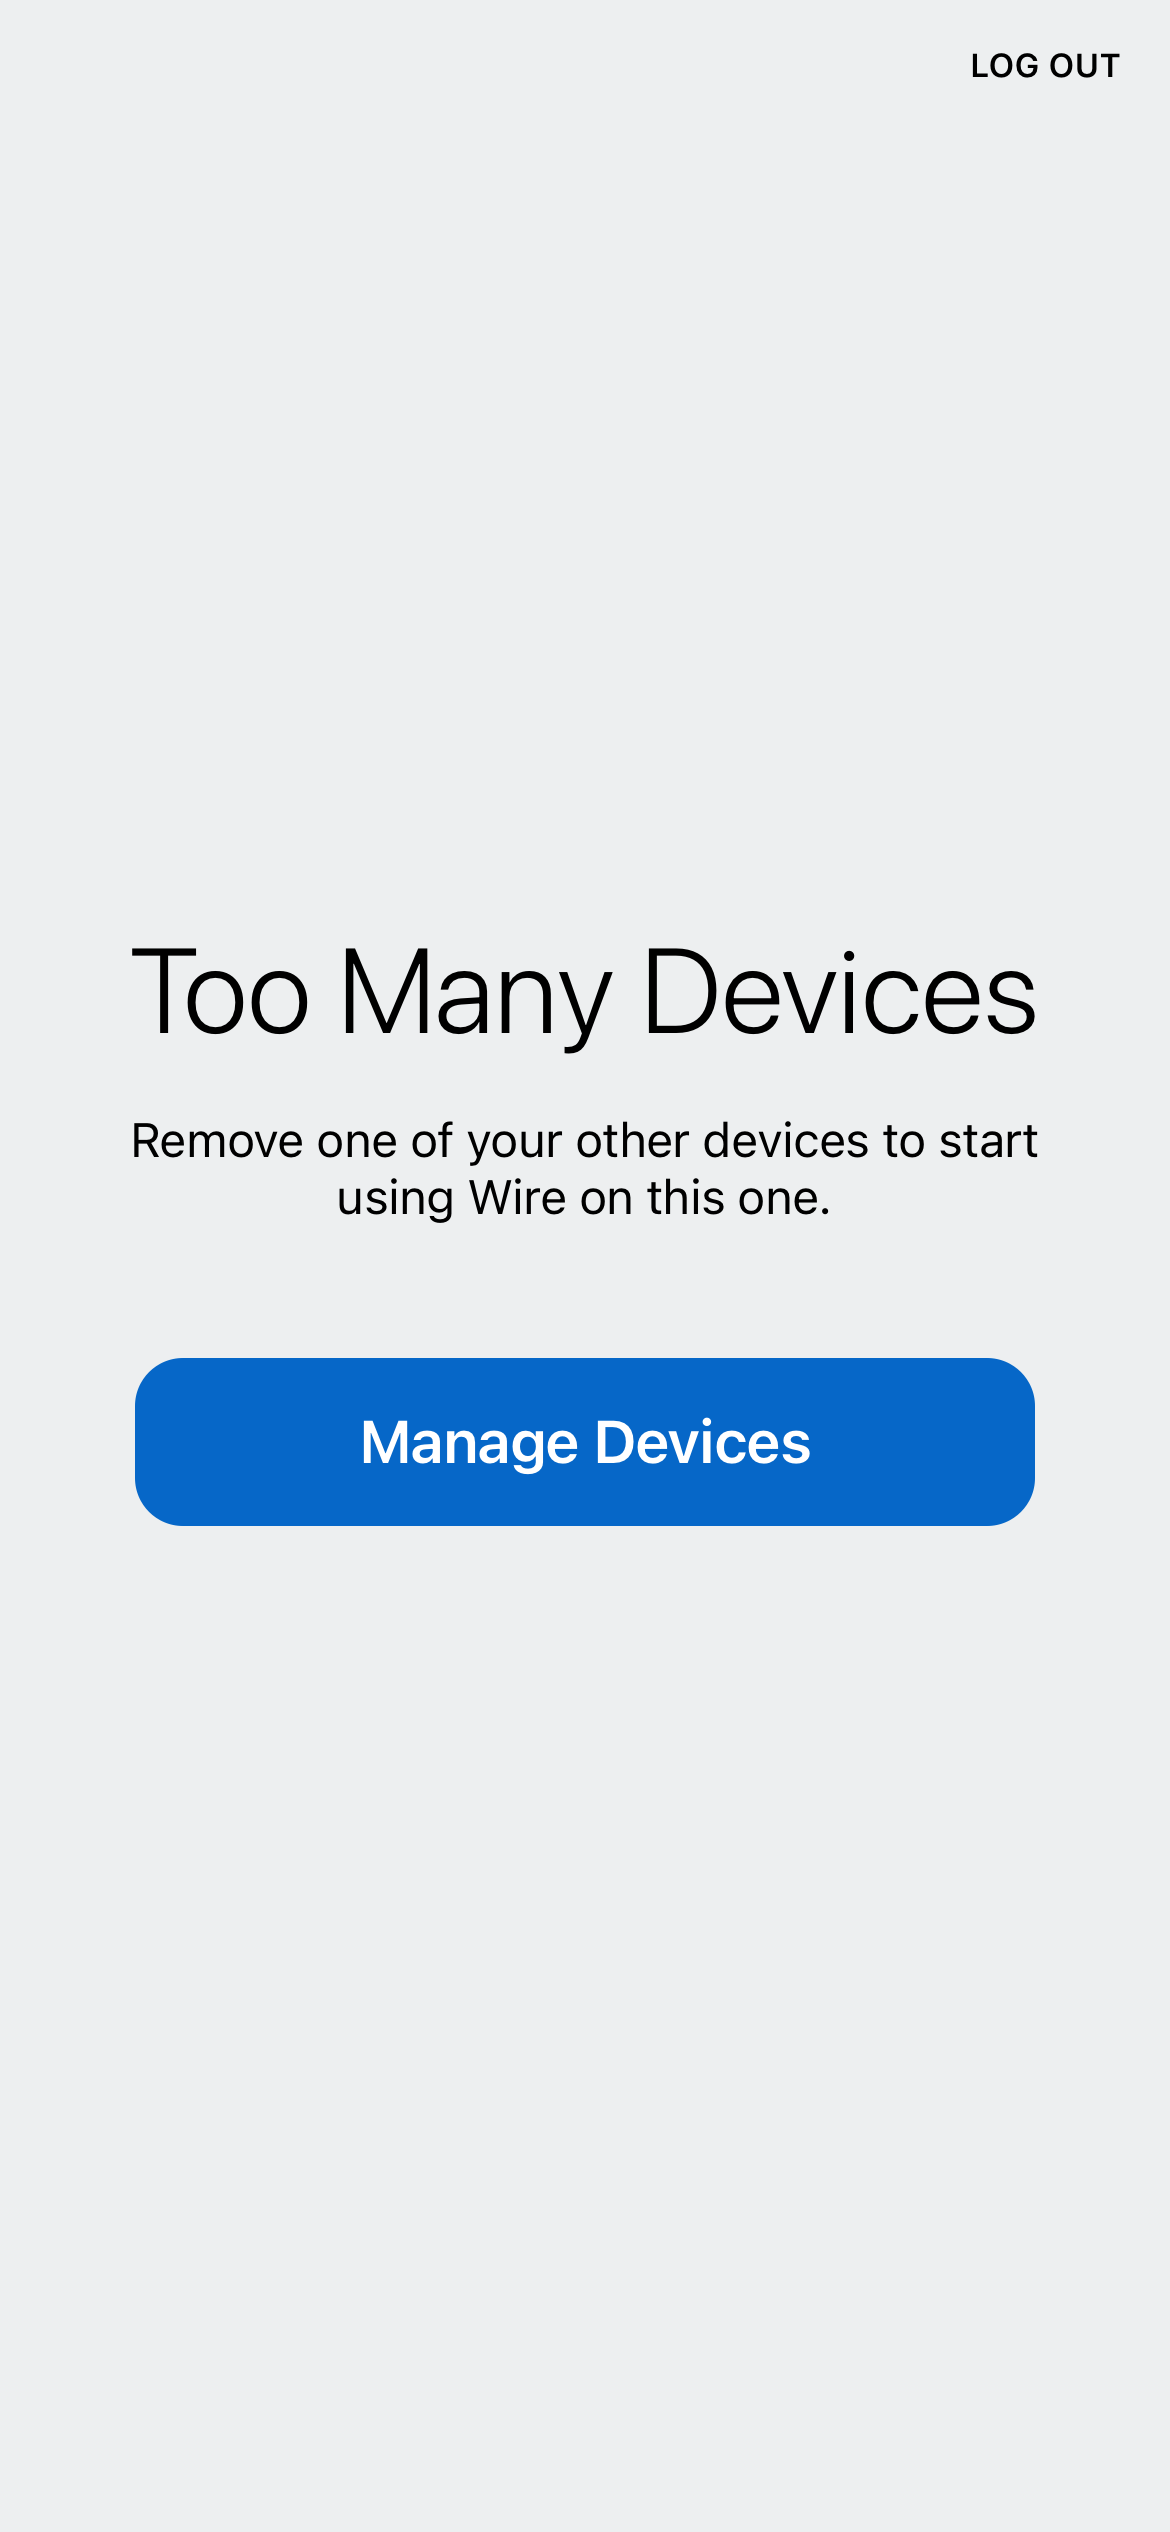 LOG OUT
Too Many Devices
Remove one of your other devices to start
using Wire on this one.
Manage Devices